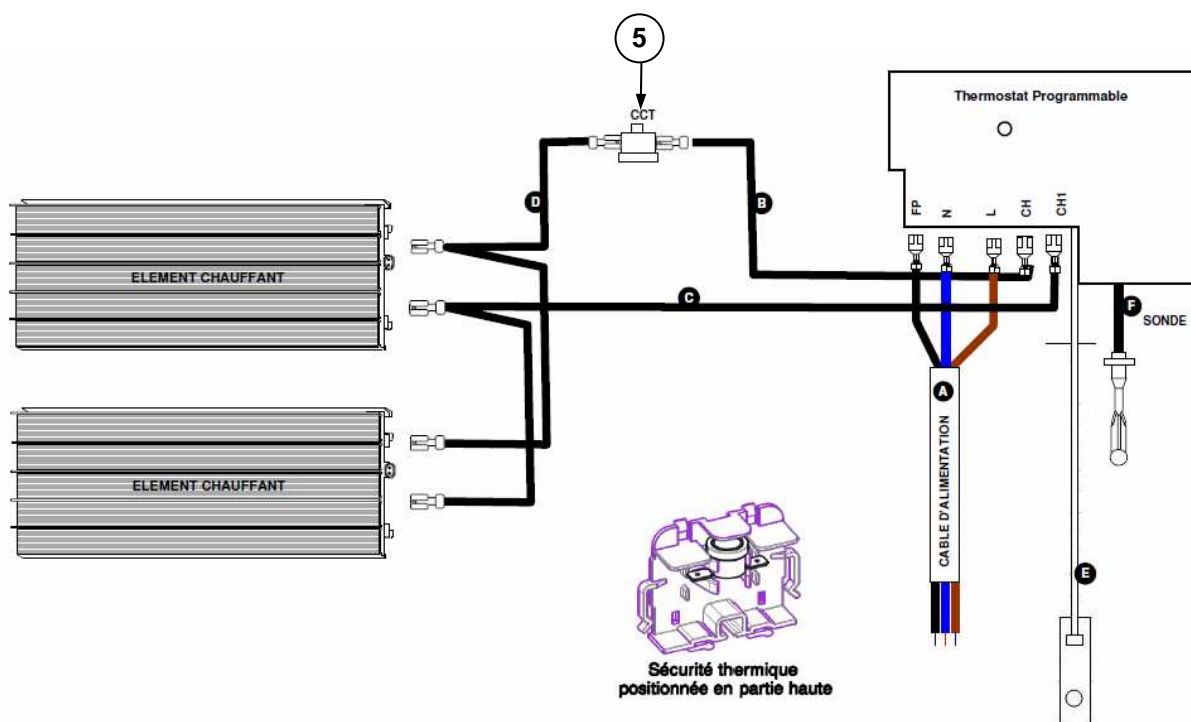 5
CCT
Thermostat Programmable
FP
N
L
CH
CH1
D
B
ELEMENT CHAUFFANT
C
F
SONDE
A
CABLE D'ALIMENTATION
ELEMENT CHAUFFANT
E
Sécurité thermique
positionnée en partie haute